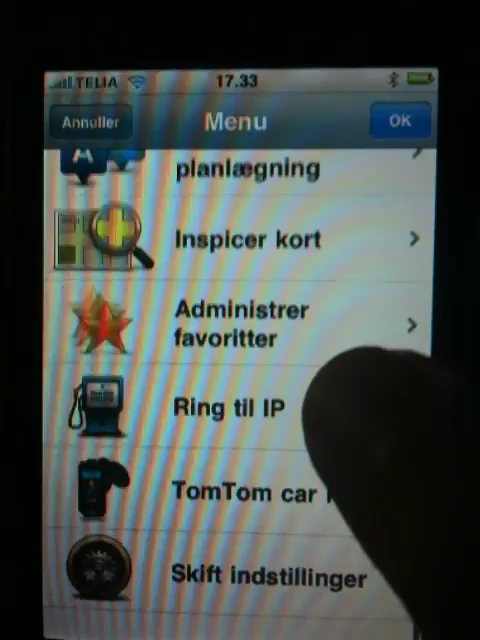 TELIA 17.33
Annuller Menu OK
planlægning
Inspicer kort
Administrer
favoritter
Ring til IP
TomTom car
Skift indstillinger